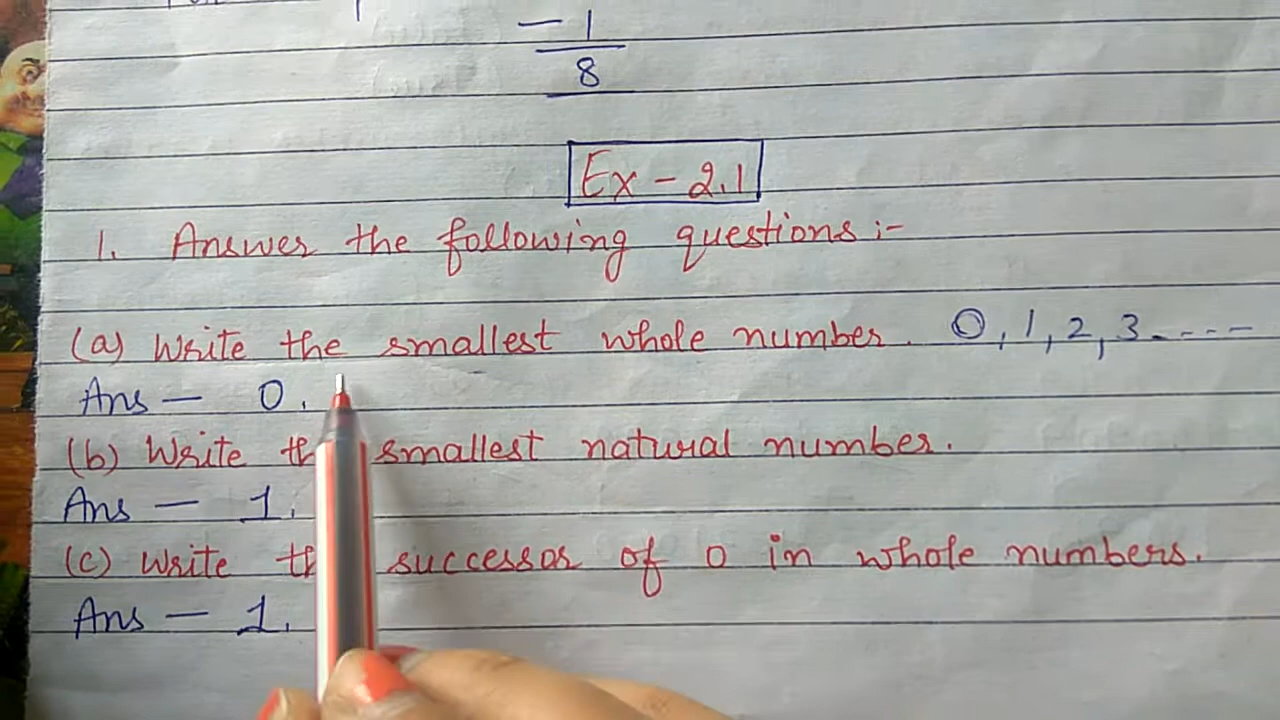 - 1
8
Ex - 2.1
1. Answer the following questions :-
(a) Write the smallest whole number. 0, 1, 2, 3 - - - -
Ans - 0.
(b) Write smallest natural number.
Ans - 1.
(c) Write successor of 0 in whole numbers.
Ans - 1.